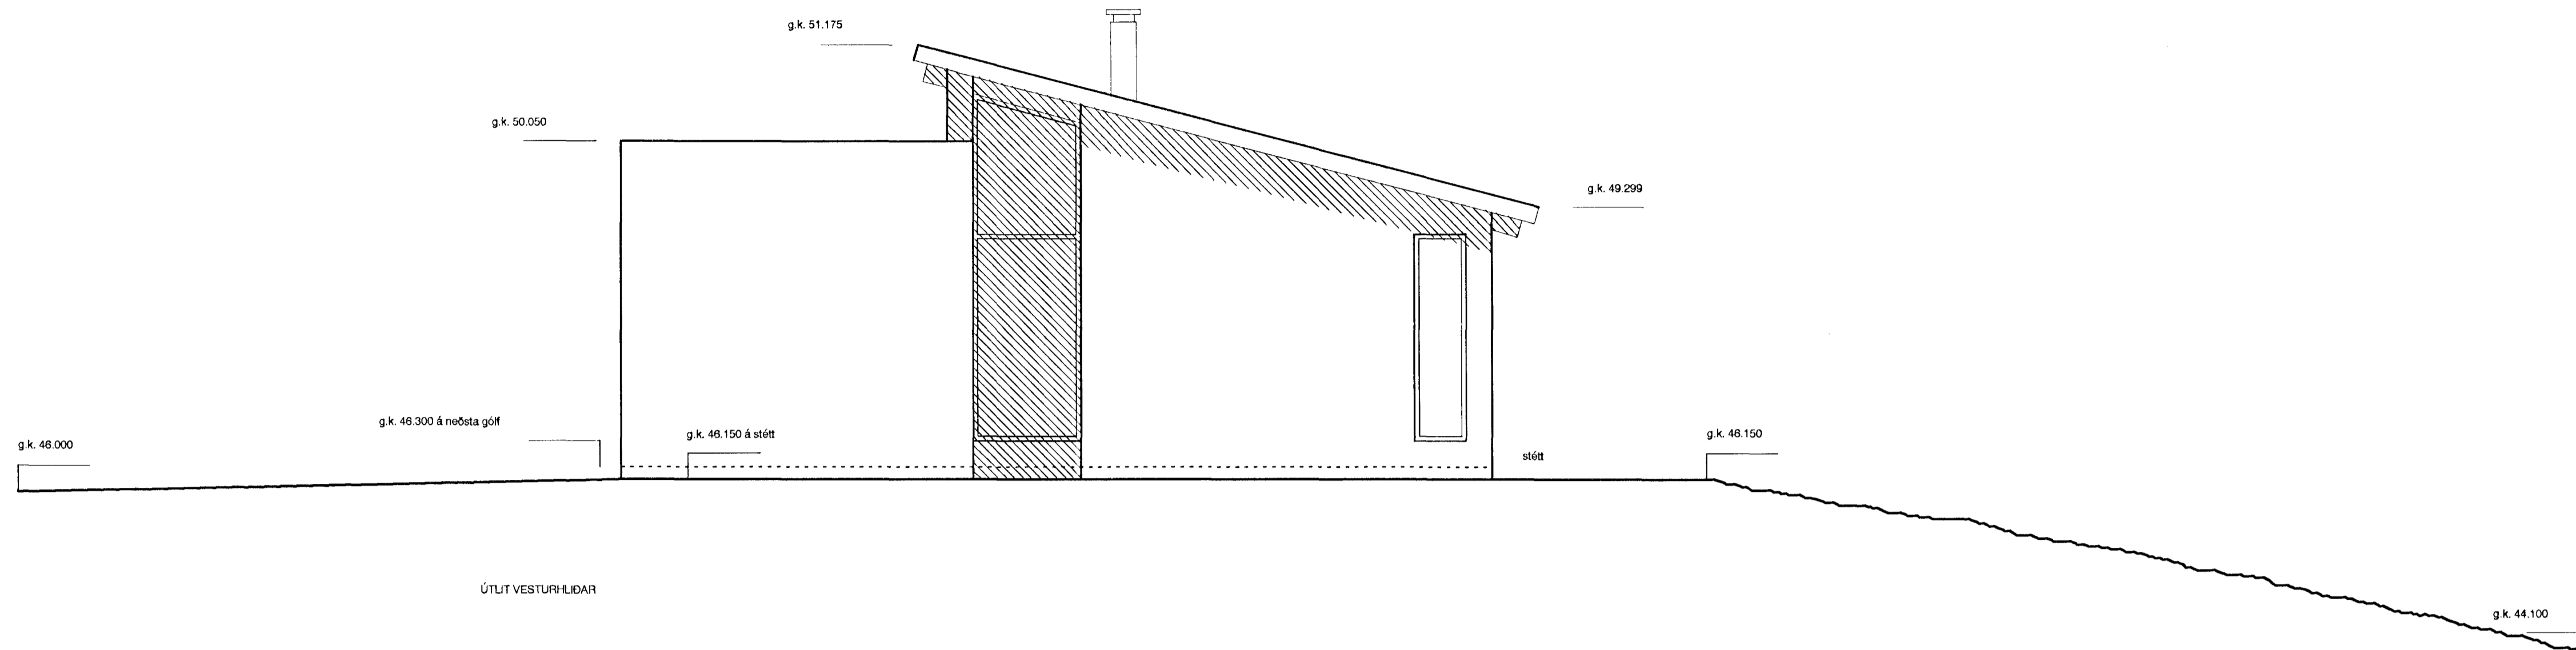 g.k. 51.175
g.k. 50.050
g.k. 49.299
g.k. 46.300 á neðsta gólf
g.k. 46.000
g.k. 46.150 á stétt
stétt
g.k. 46.150
ÚTLIT VESTURHLIÐAR
g.k. 44.100